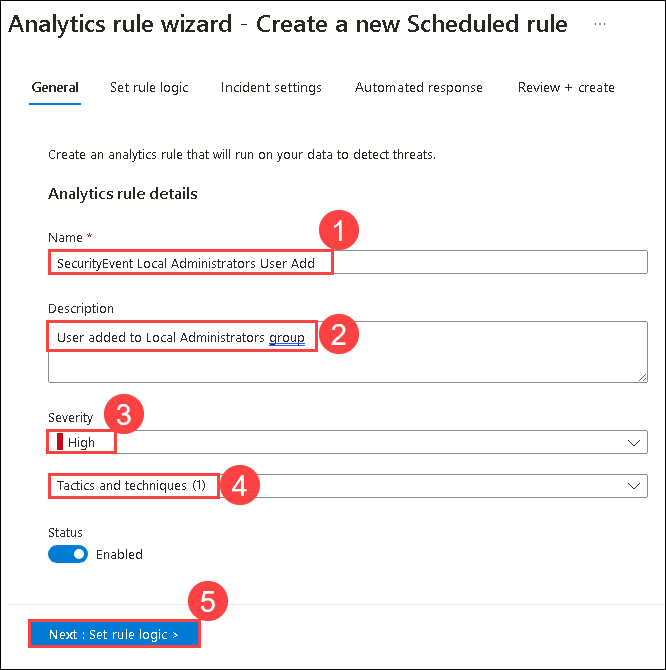 Analytics rule wizard - Create a new Scheduled rule ...
General Set rule logic Incident settings Automated response Review + create
Create an analytics rule that will run on your data to detect threats.
Analytics rule details
1
Name *
SecurityEvent Local Administrators User Add
Description
User added to Local Administrators group
2
Severity
3
High
Tactics and techniques (1)
4
Status
Enabled
5
Next : Set rule logic >